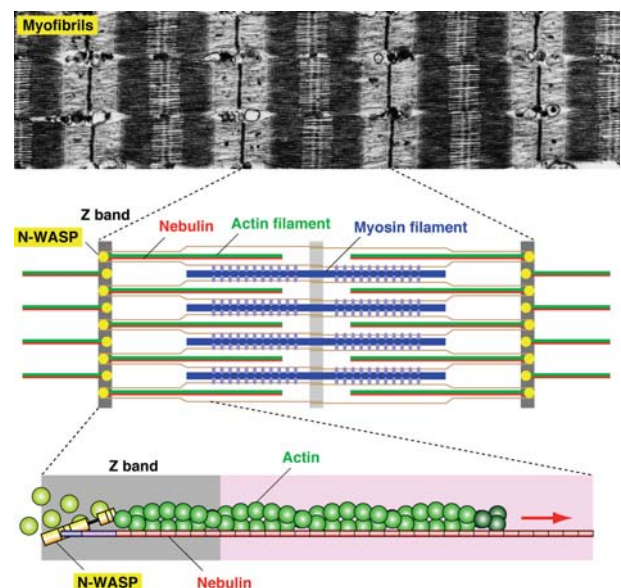 Myofibrils
Z band
N-WASP
Nebulin
Actin filament
Myosin filament
Z band
Actin
N-WASP
Nebulin